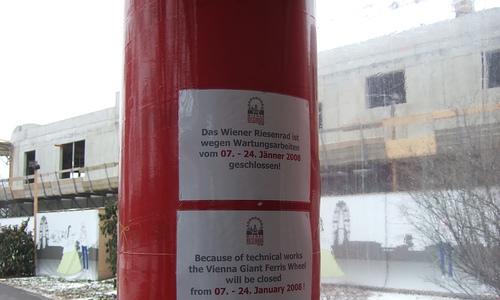 Das Wiener Riesenrad ist
wegen Wartungsarbeiten
vom 07. - 24. Jänner 2008
geschlossen!
Because of technical works
the Vienna Giant Ferris Wheel
will be closed
from 07. - 24. January 2008 !